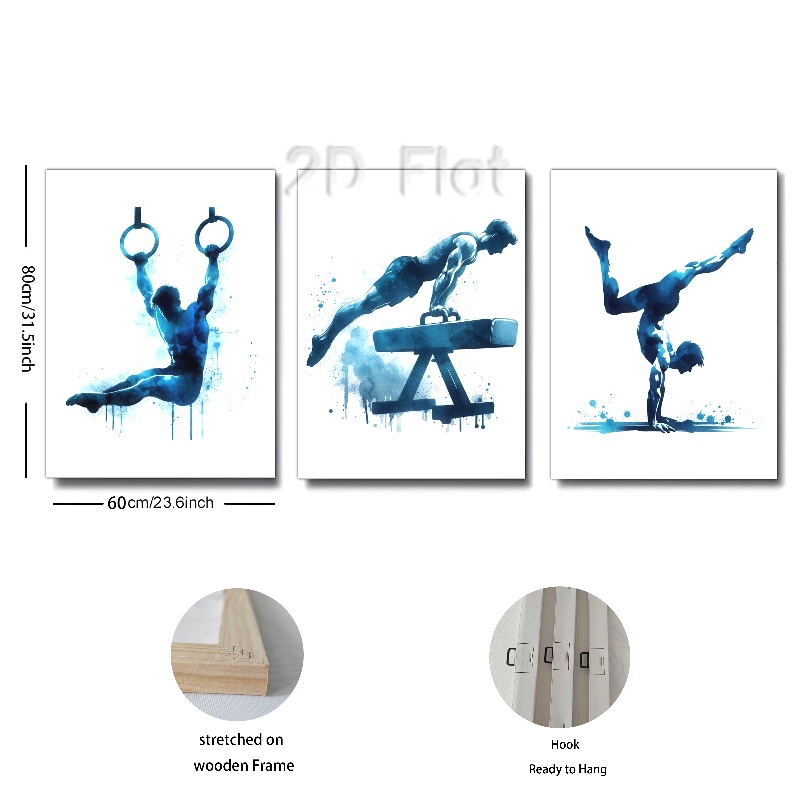 2D Flat
80cm/31.5inch
60cm/23.6inch
stretched on
wooden Frame
Hook
Ready to Hang